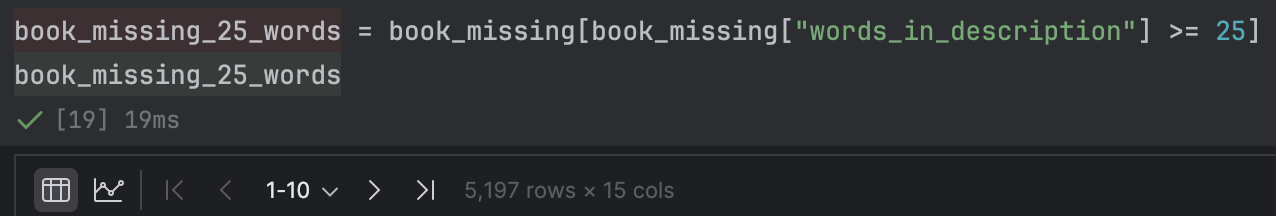 book_missing_25_words = book_missing[book_missing["words_in_description"] >= 25]
book_missing_25_words
[19] 19ms
1-10 5,197 rows × 15 cols